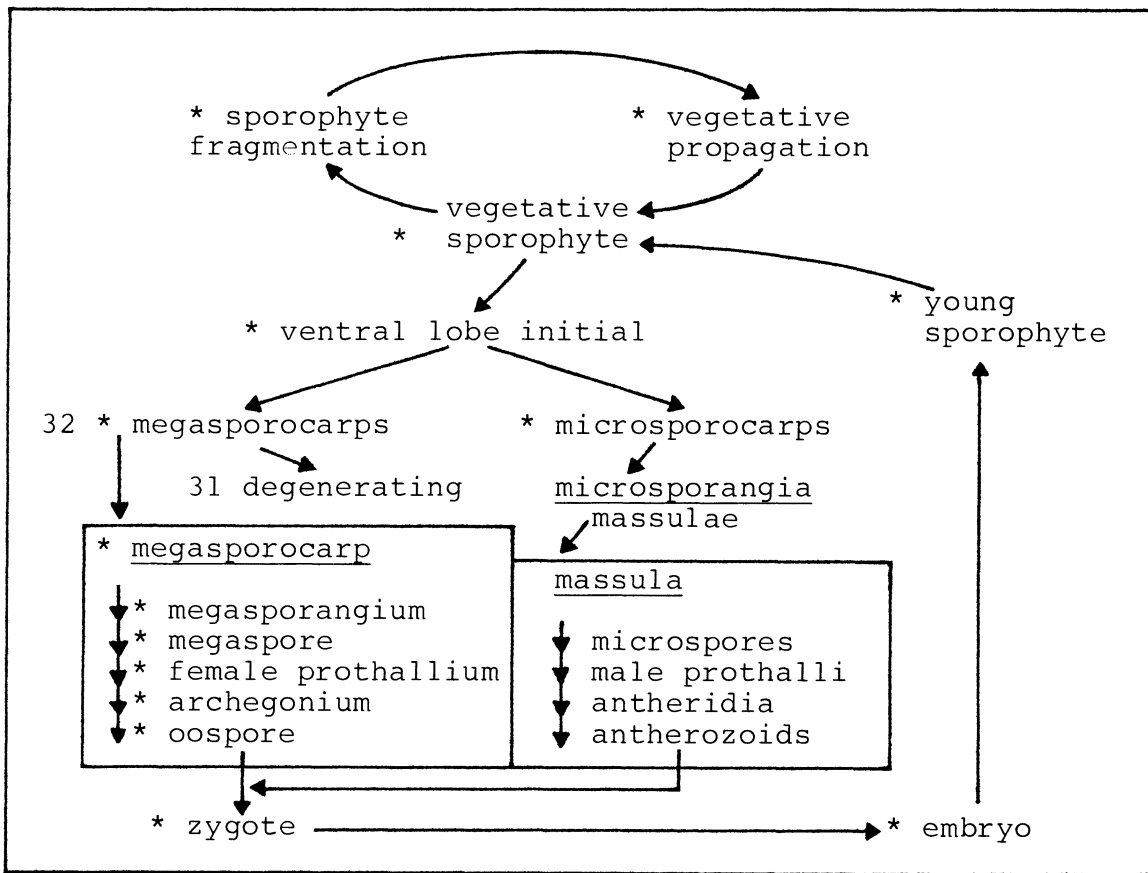 * sporophyte
fragmentation
* vegetative
propagation
vegetative
* sporophyte
* young
sporophyte
* ventral lobe initial
32 * megasporocarps
* microsporocarps
31 degenerating
microsporangia
massulae
* megasporocarp
* megasporangium
* megaspore
* female prothallium
* archegonium
* oospore
massula
microspores
male prothalli
antheridia
antherozoids
* zygote
* embryo